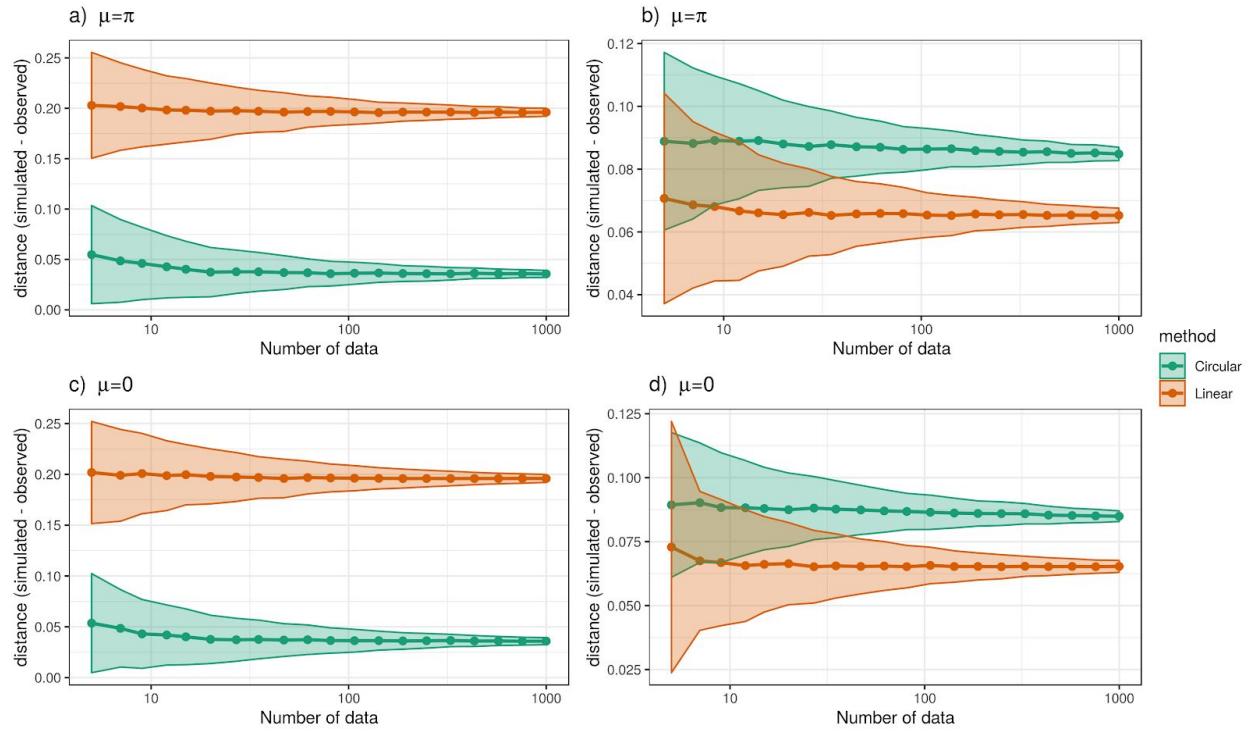 a) μ=π
0.25
0.20
0.15
0.10
0.05
0.00
distance (simulated - observed)
10
100
1000
Number of data
b) μ=π
0.12
0.10
0.08
0.06
0.04
distance (simulated - observed)
10
100
1000
Number of data
method
Circular
Linear
c) μ=0
0.25
0.20
0.15
0.10
0.05
0.00
distance (simulated - observed)
10
100
1000
Number of data
d) μ=0
0.125
0.100
0.075
0.050
0.025
distance (simulated - observed)
10
100
1000
Number of data